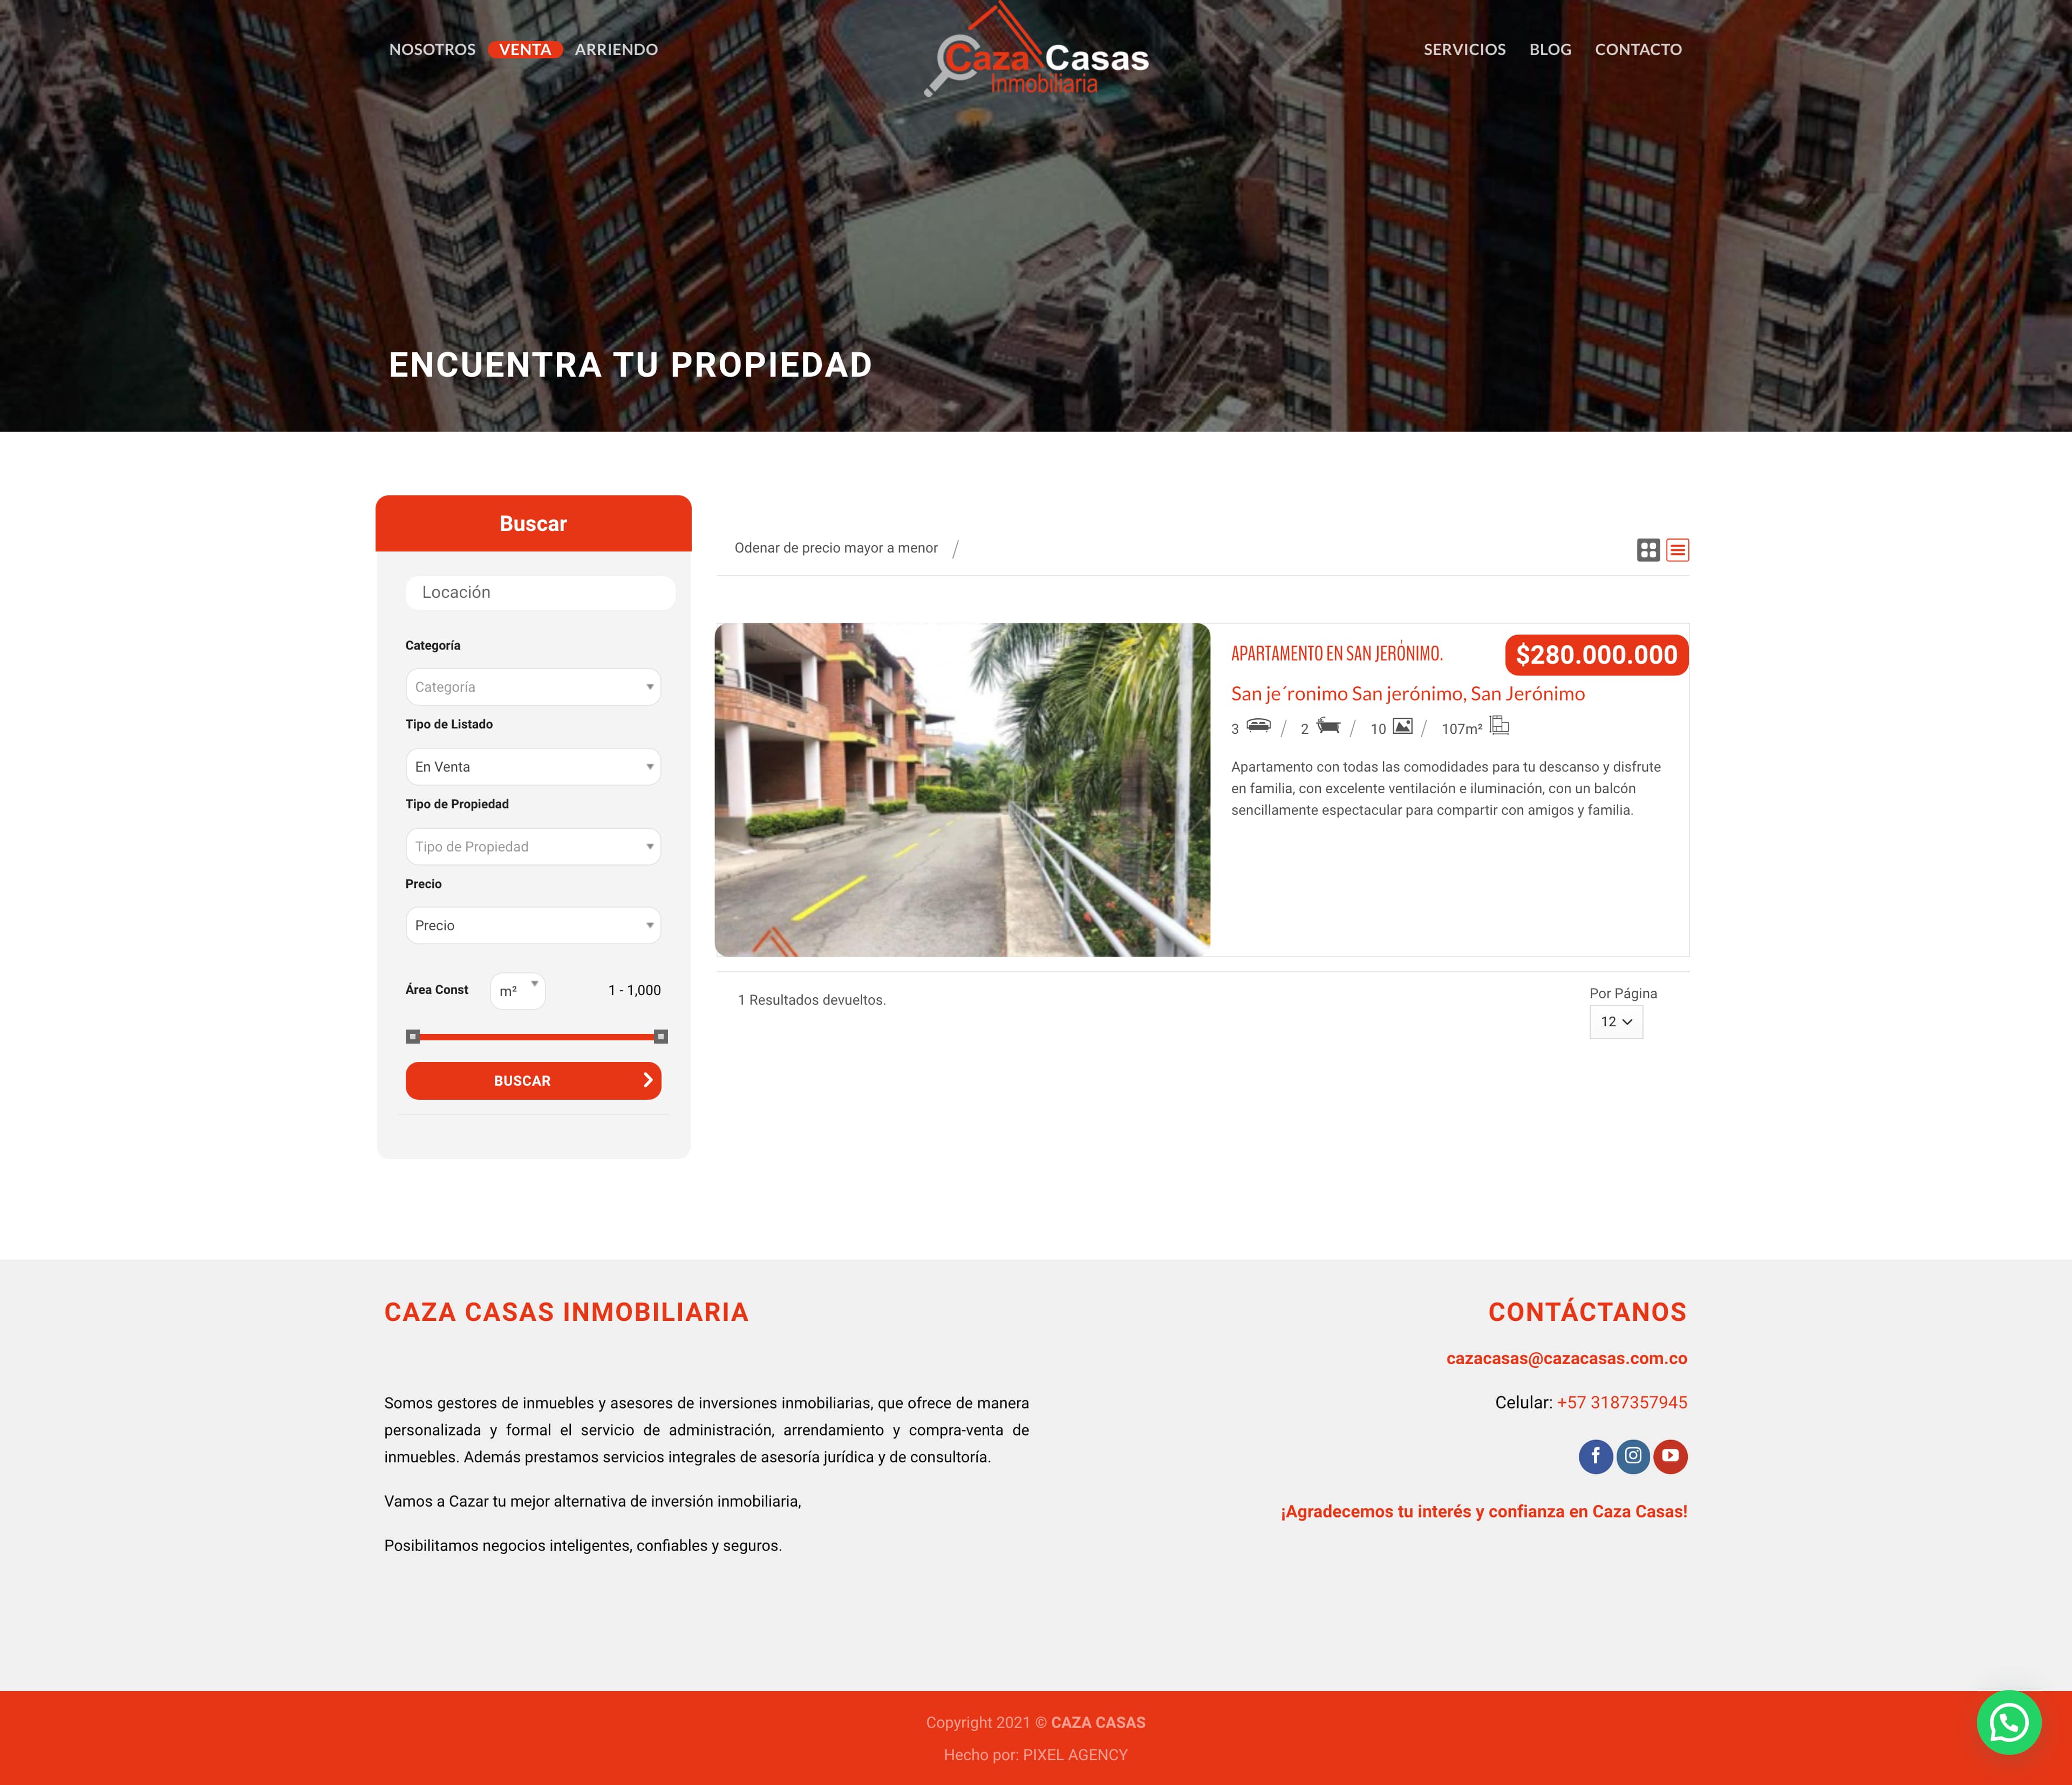 NOSOTROS VENTA ARRIENDO
Caza Casas
Inmobiliaria
SERVICIOS BLOG CONTACTO
ENCUENTRA TU PROPIEDAD
Buscar
Locación
Categoría
Categoría
Tipo de Listado
En Venta
Tipo de Propiedad
Tipo de Propiedad
Precio
Precio
Área Const m² 1 - 1,000
BUSCAR
Odenar de precio mayor a menor /
APARTAMENTO EN SAN JERÓNIMO.
$280.000.000
San je´ronimo San jerónimo, San Jerónimo
3 / 2 / 10 / 107m²
Apartamento con todas las comodidades para tu descanso y disfrute
en familia, con excelente ventilación e iluminación, con un balcón
sencillamente espectacular para compartir con amigos y familia.
1 Resultados devueltos.
Por Página
12
CAZA CASAS INMOBILIARIA
Somos gestores de inmuebles y asesores de inversiones inmobiliarias, que ofrece de manera
personalizada y formal el servicio de administración, arrendamiento y compra-venta de
inmuebles. Además prestamos servicios integrales de asesoría jurídica y de consultoría.
Vamos a Cazar tu mejor alternativa de inversión inmobiliaria,
Posibilitamos negocios inteligentes, confiables y seguros.
CONTÁCTANOS
cazacasas@cazacasas.com.co
Celular: +57 3187357945
¡Agradecemos tu interés y confianza en Caza Casas!
Copyright 2021 © CAZA CASAS
Hecho por: PIXEL AGENCY